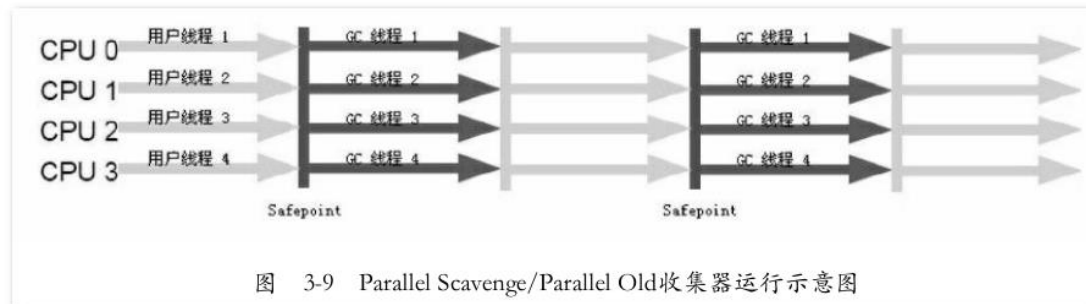 CPU 0 用户线程 1 GC 线程 1 GC 线程 1
CPU 1 用户线程 2 GC 线程 2 GC 线程 2
CPU 2 用户线程 3 GC 线程 3 GC 线程 3
CPU 3 用户线程 4 GC 线程 4 GC 线程 4
Safepoint Safepoint
图 3-9 Parallel Scavenge/Parallel Old收集器运行示意图